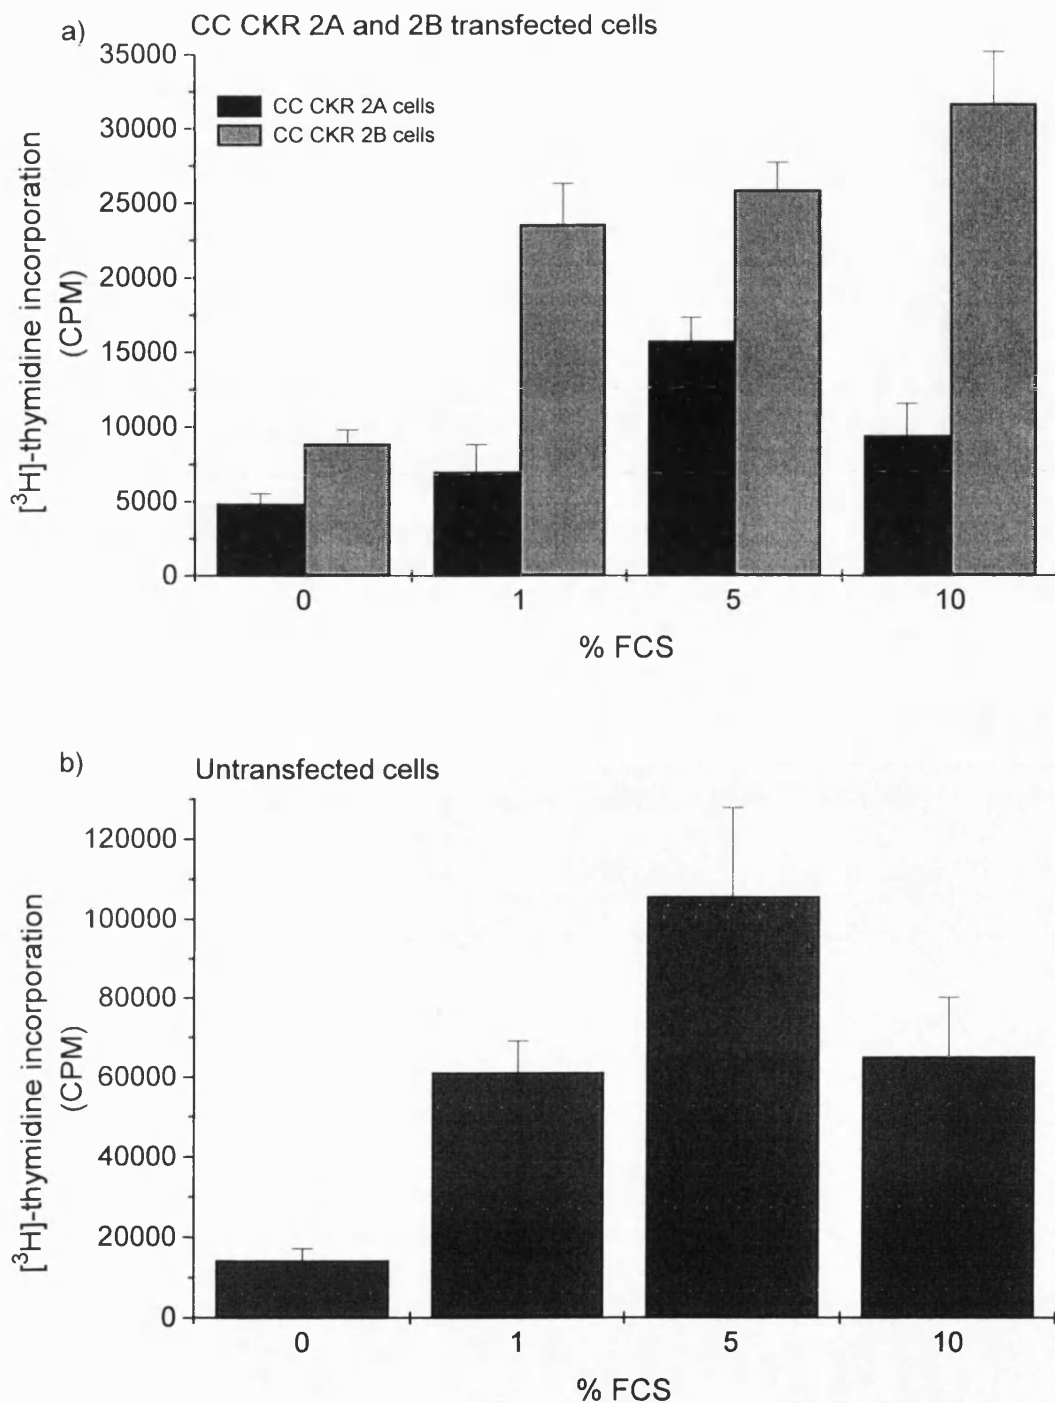 a)
CC CKR 2A and 2B transfected cells
35000
30000
25000
20000
15000
10000
5000
0
[³H]-thymidine incorporation
(CPM)
CC CKR 2A cells
CC CKR 2B cells
0 1 5 10
% FCS
b)
Untransfected cells
120000
100000
80000
60000
40000
20000
0
[³H]-thymidine incorporation
(CPM)
0 1 5 10
% FCS